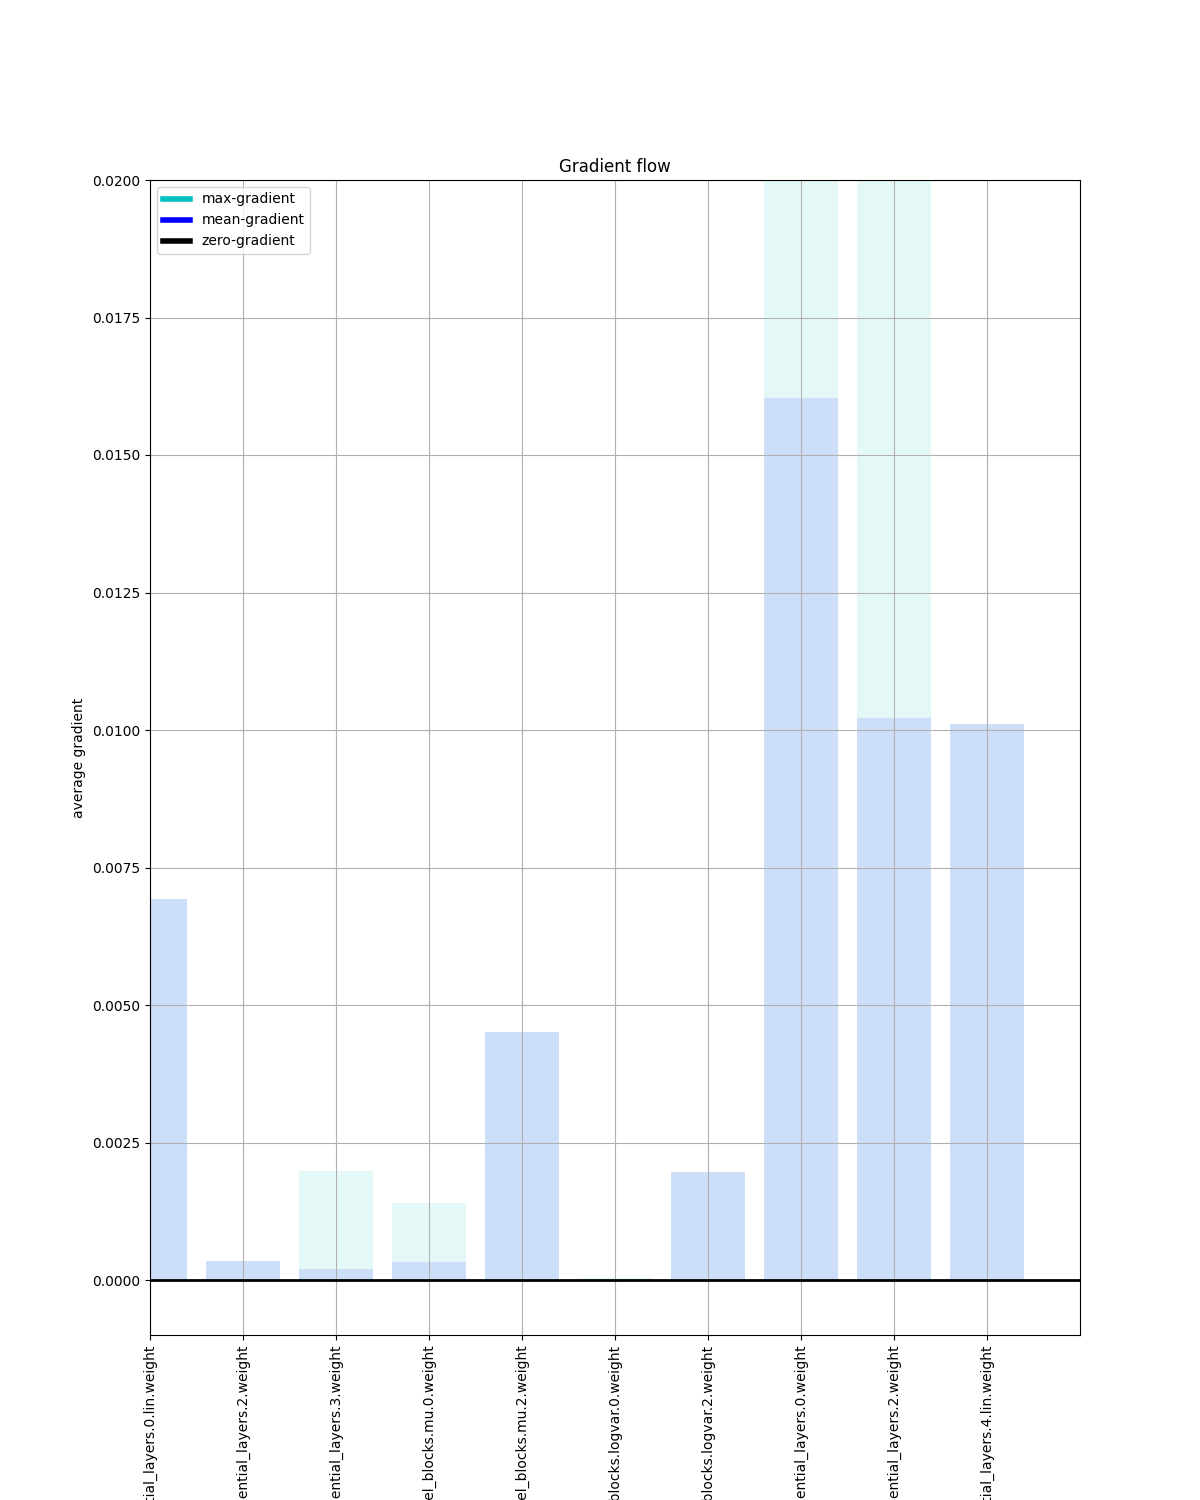 Gradient flow
max-gradient
mean-gradient
zero-gradient
0.0200
0.0175
0.0150
0.0125
0.0100
0.0075
0.0050
0.0025
0.0000
average gradient
tial_layers.0.lin.weight
ential_layers.2.weight
ential_layers.3.weight
el_blocks.mu.0.weight
el_blocks.mu.2.weight
blocks.logvar.0.weight
blocks.logvar.2.weight
ential_layers.0.weight
ential_layers.2.weight
tial_layers.4.lin.weight